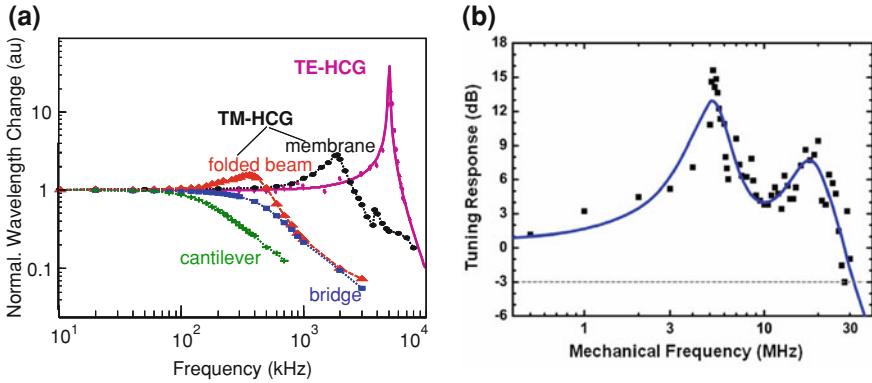 (a)
Normal. Wavelength Change (au)
10
1
0.1
TE-HCG
TM-HCG
membrane
folded beam
cantilever
bridge
10¹ 10² 10³ 10⁴
Frequency (kHz)
(b)
Tuning Response (dB)
18
15
12
9
6
3
0
-3
-6
1 3 10 30
Mechanical Frequency (MHz)